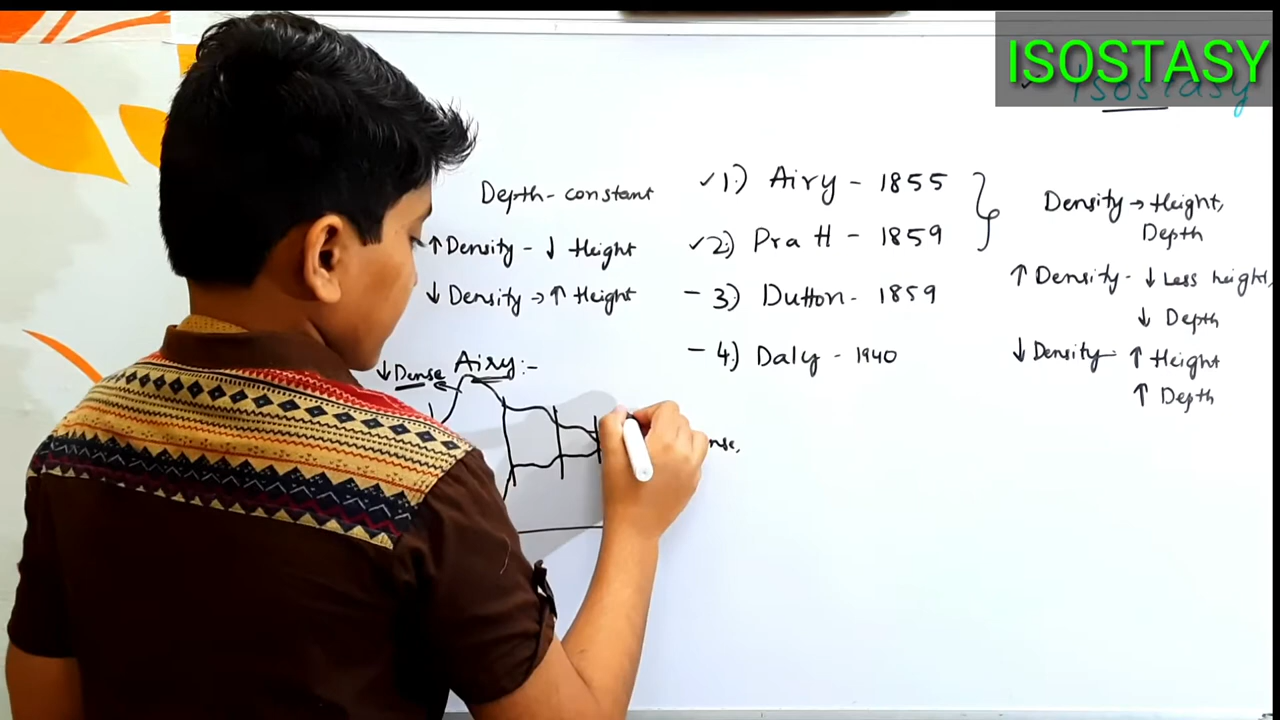 ISOSTASY
Isostasy
Depth - constant
↑ Density - ↓ Height
↓ Density → ↑ Height
↓ Dense
Airy :-
✓ 1.) Airy - 1855
✓ 2.) Pratt - 1859
- 3.) Dutton - 1859
- 4.) Daly - 1940
Density → Height,
Depth
↑ Density - ↓ Less height,
↓ Depth
↓ Density - ↑ Height
↑ Depth